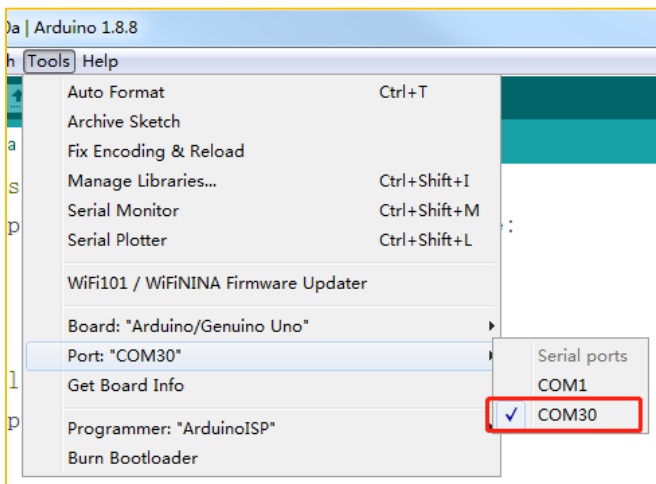 0a | Arduino 1.8.8
h Tools Help
a
Auto Format Ctrl+T
Archive Sketch
Fix Encoding & Reload
s
Manage Libraries... Ctrl+Shift+I
Serial Monitor Ctrl+Shift+M
p
:
Serial Plotter Ctrl+Shift+L
WiFi101 / WiFiNINA Firmware Updater
Board: "Arduino/Genuino Uno"
Port: "COM30"
Serial ports
l
Get Board Info
COM1
COM30
p
Programmer: "ArduinoISP"
Burn Bootloader